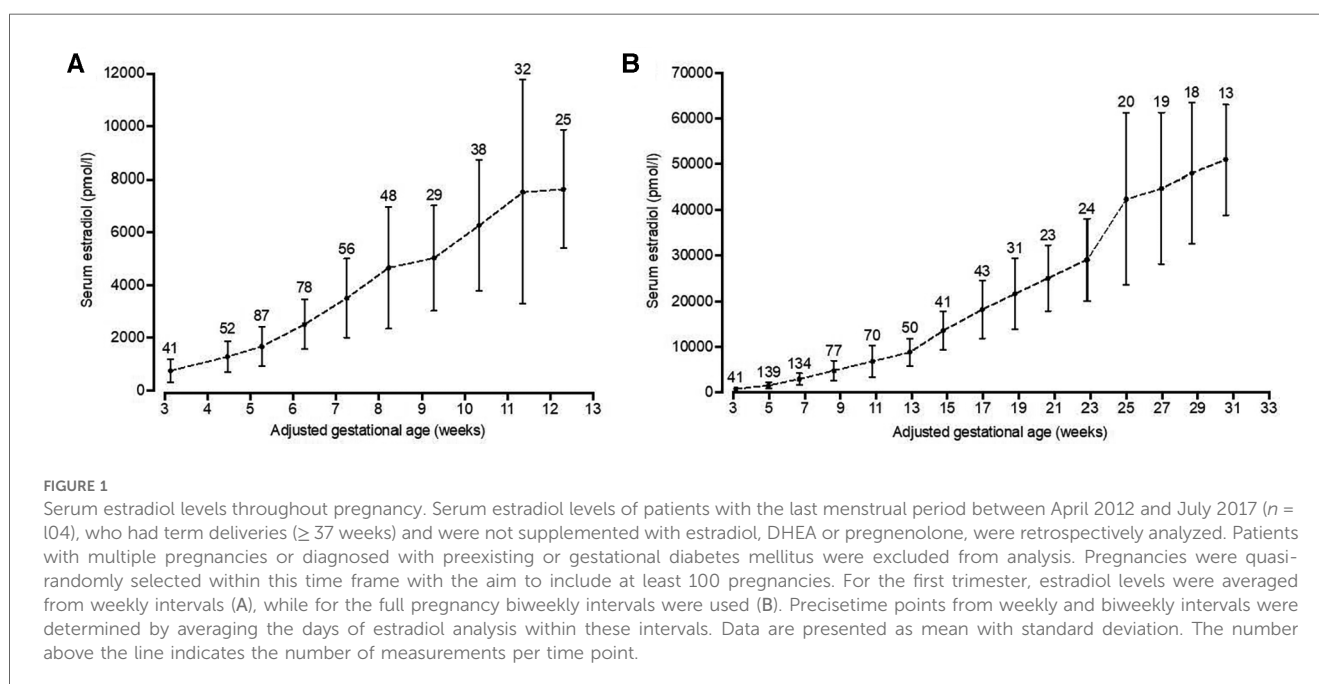 A
12000
10000
8000
6000
4000
2000
0
Serum estradiol (pmol/l)
41
52
87
78
56
48
29
38
32
25
3 4 5 6 7 8 9 10 11 12 13
Adjusted gestational age (weeks)
B
70000
60000
50000
40000
30000
20000
10000
0
Serum estradiol (pmol/l)
41
139
134
77
70
50
41
43
31
23
24
20
19
18
13
3 5 7 9 11 13 15 17 19 21 23 25 27 29 31 33
Adjusted gestational age (weeks)
FIGURE 1
Serum estradiol levels throughout pregnancy. Serum estradiol levels of patients with the last menstrual period between April 2012 and July 2017 (n =
l04), who had term deliveries (≥ 37 weeks) and were not supplemented with estradiol, DHEA or pregnenolone, were retrospectively analyzed. Patients
with multiple pregnancies or diagnosed with preexisting or gestational diabetes mellitus were excluded from analysis. Pregnancies were quasi-
randomly selected within this time frame with the aim to include at least 100 pregnancies. For the first trimester, estradiol levels were averaged
from weekly intervals (A), while for the full pregnancy biweekly intervals were used (B). Precisetime points from weekly and biweekly intervals were
determined by averaging the days of estradiol analysis within these intervals. Data are presented as mean with standard deviation. The number
above the line indicates the number of measurements per time point.